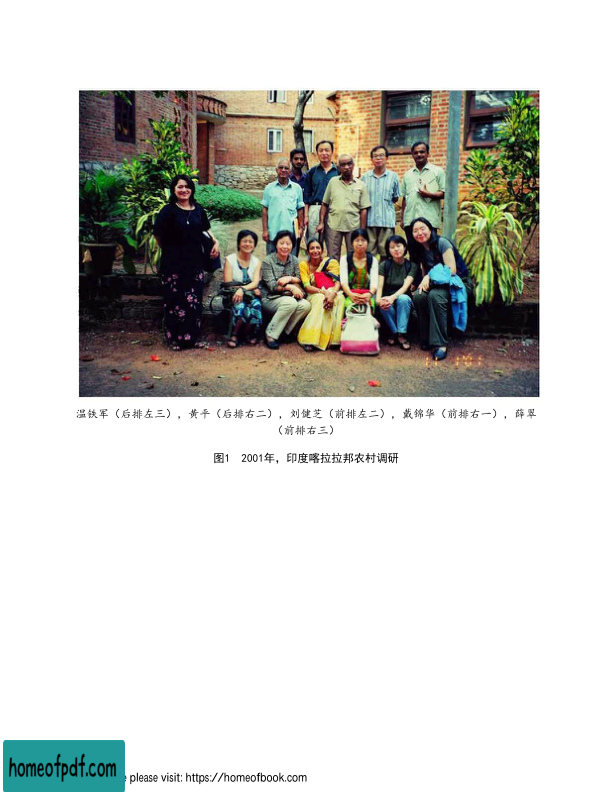 温铁军（后排左三），黄平（后排右二），刘健芝（前排左二），戴锦华（前排右一），薛翠
（前排右三）
图1 2001年，印度喀拉拉邦农村调研
homeofpdf.com
please visit: https://homeofbook.com